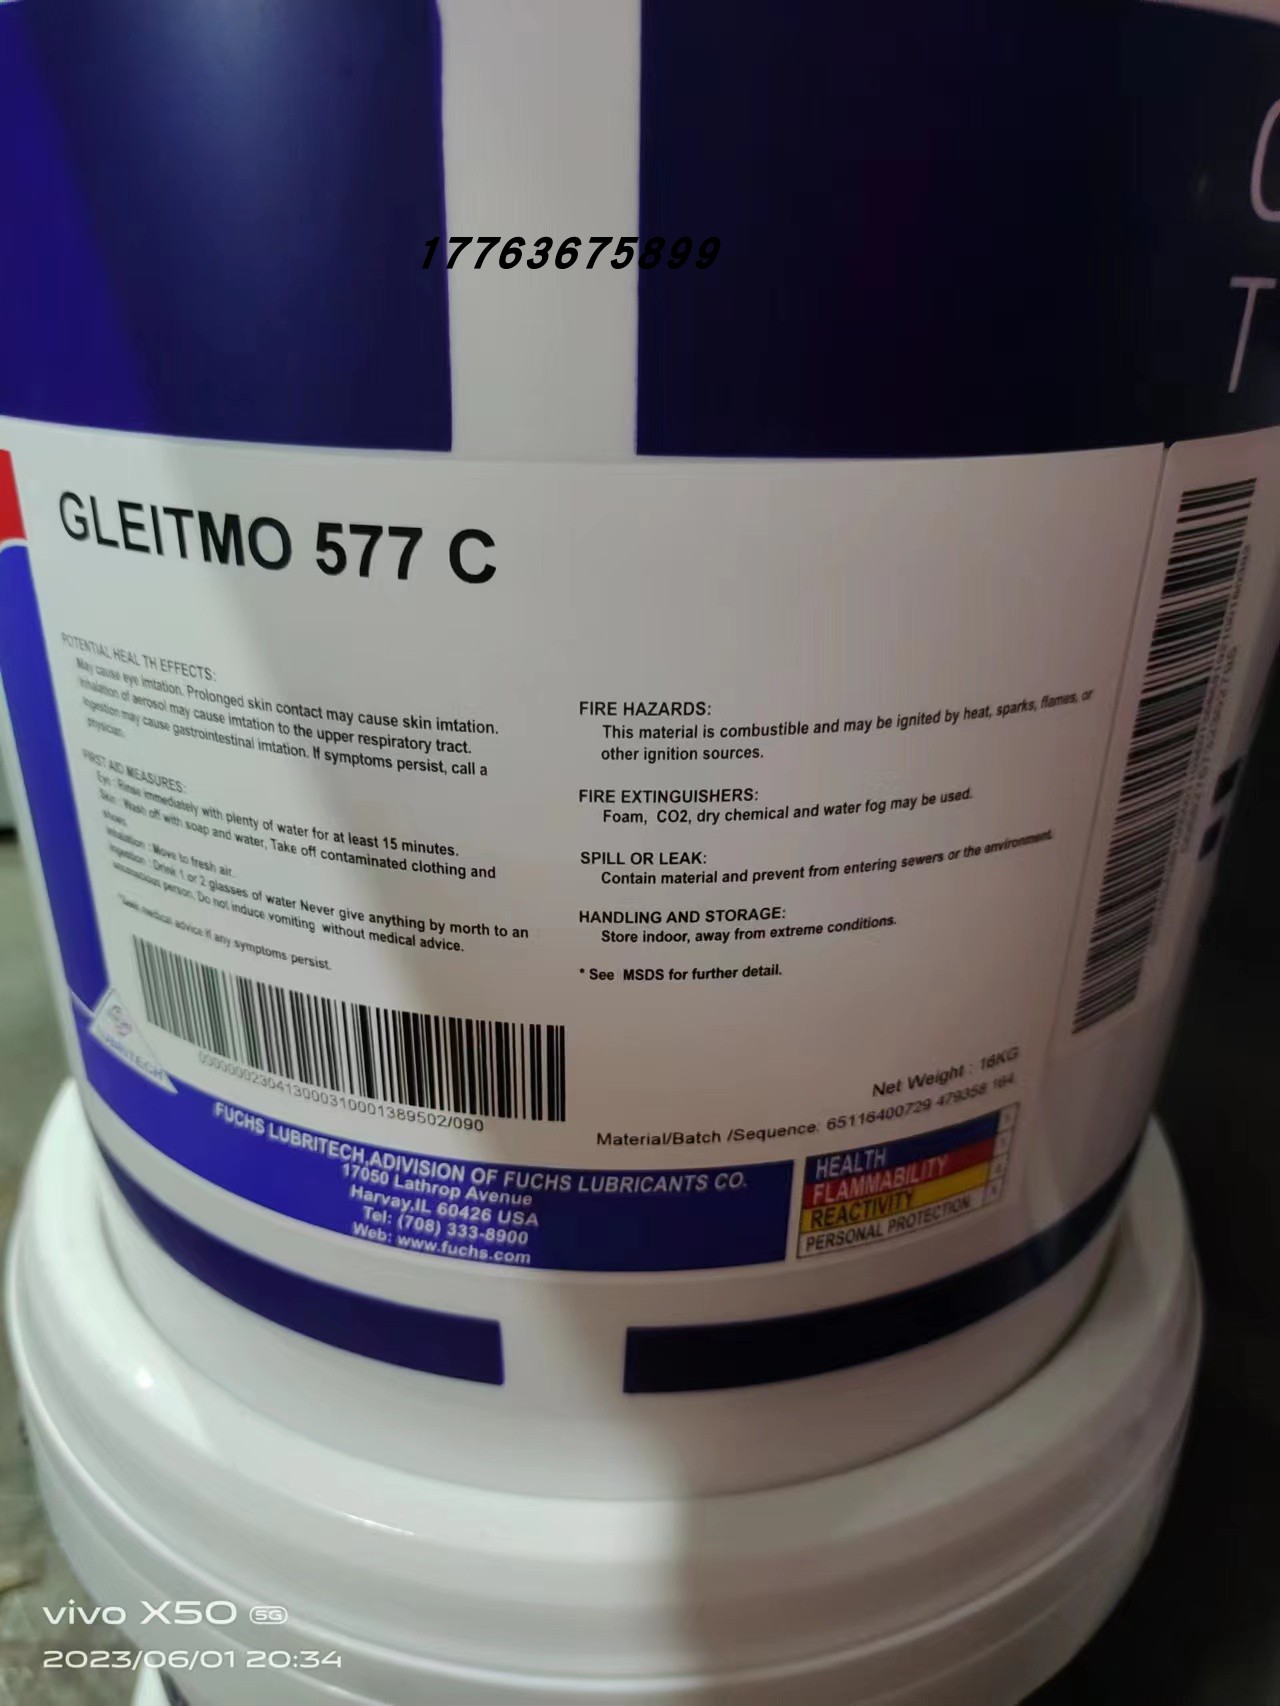 C
T
17763675899
GLEITMO 577 C
POTENTIAL HEAL TH EFFECTS:
May cause eye imtation. Prolonged skin contact may cause skin imtation.
Inhalation of aerosol may cause imtation to the upper respiratory tract.
Ingestion may cause gastrointestinal imtation. If symptoms persist, call a
physician.
FIRST AID MEASURES:
Eye : Rinse immediately with plenty of water for at least 15 minutes.
Skin : Wash off with soap and water, Take off contaminated clothing and
shoes.
Inhalation : Move to fresh air.
Ingestion : Drink 1 or 2 glasses of water Never give anything by morth to an
unconscious person. Do not induce vomiting without medical advice.
*Seek medical advice if any symptoms persist.
FIRE HAZARDS:
This material is combustible and may be ignited by heat, sparks, flames, or
other ignition sources.
FIRE EXTINGUISHERS:
Foam, CO2, dry chemical and water fog may be used.
SPILL OR LEAK:
Contain material and prevent from entering sewers or the environment.
HANDLING AND STORAGE:
Store indoor, away from extreme conditions.
* See MSDS for further detail.
0000000230413000310001389502/090
Net Weight : 16KG
Material/Batch /Sequence: 65116400729 479358 164
LUBRITECH
FUCHS LUBRITECH,ADIVISION OF FUCHS LUBRICANTS CO.
17050 Lathrop Avenue
Harvay,IL 60426 USA
Tel: (708) 333-8900
Web: www.fuchs.com
HEALTH
FLAMMABILITY
REACTIVITY
PERSONAL PROTECTION
vivo X50 5G
2023/06/01 20:34